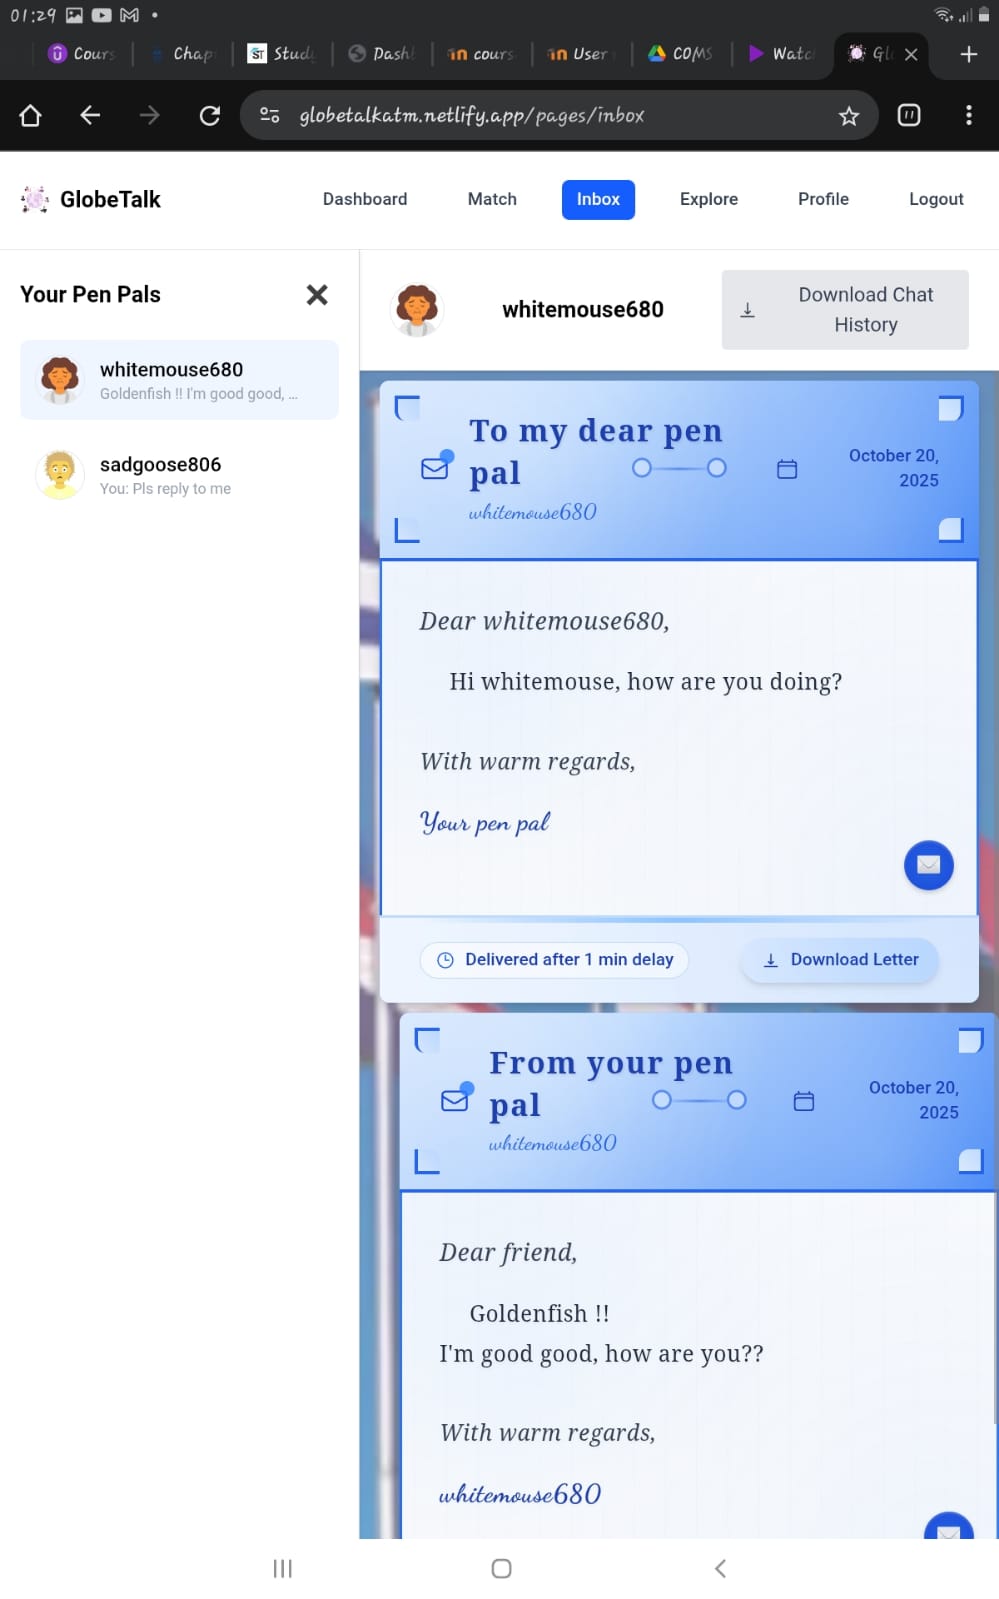 01:29
Cours
Chap
Stud
Dash
cours
User
COMS
Watc
Gl
globetalkatm.netlify.app/pages/inbox
GlobeTalk
Dashboard
Match
Inbox
Explore
Profile
Logout
Your Pen Pals
whitemouse680
Goldenfish !! I'm good good, ...
sadgoose806
You: Pls reply to me
whitemouse680
Download Chat
History
To my dear pen
pal
whitemouse680
October 20,
2025
Dear whitemouse680,
Hi whitemouse, how are you doing?
With warm regards,
Your pen pal
Delivered after 1 min delay
Download Letter
From your pen
pal
whitemouse680
October 20,
2025
Dear friend,
Goldenfish !!
I'm good good, how are you??
With warm regards,
whitemouse680